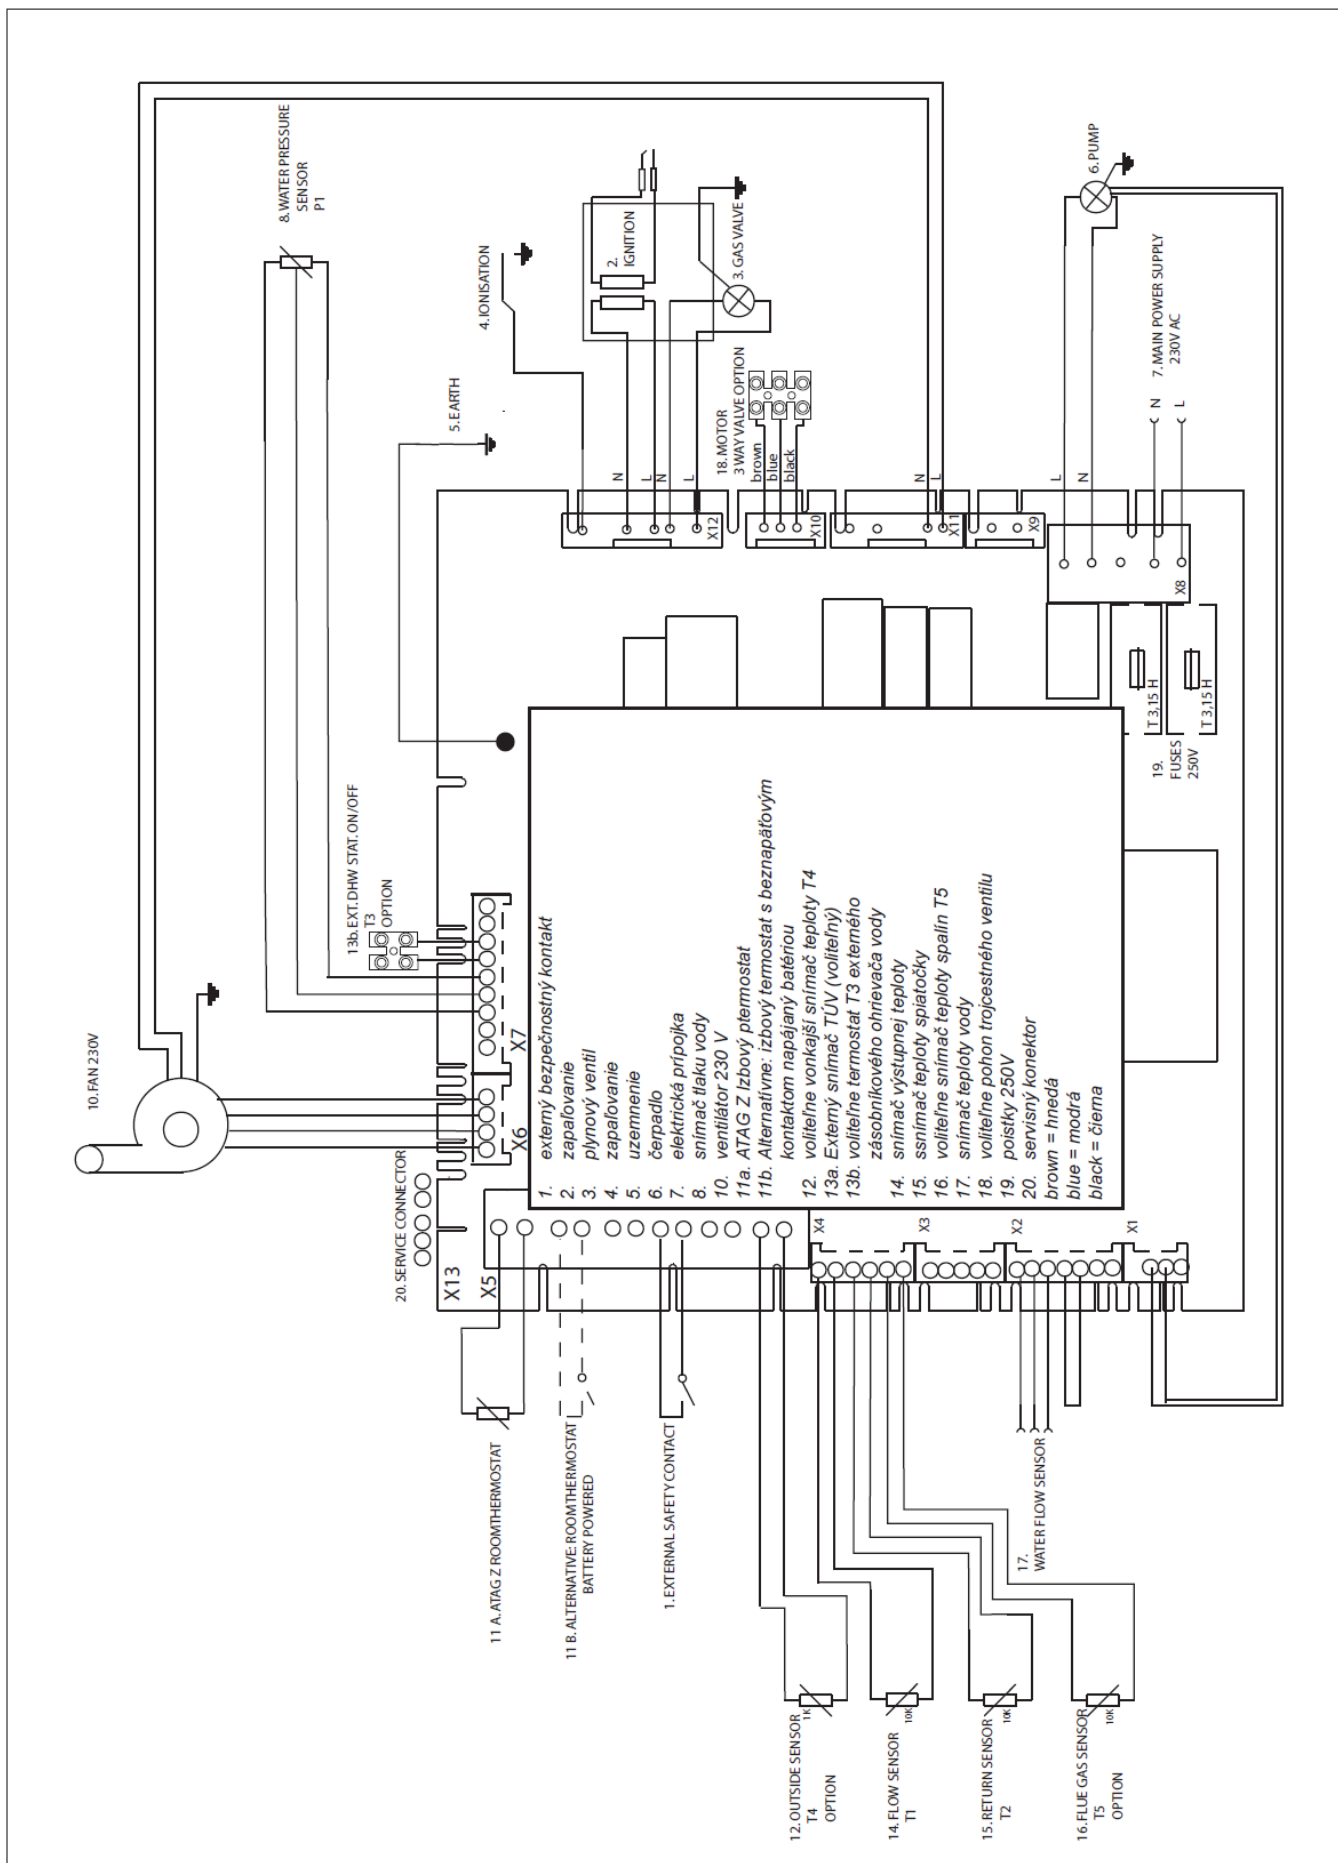 10. FAN 230V
8. WATER PRESSURE
SENSOR
P1
13b. EXT. DHW STAT. ON/OFF
T3
OPTION
5. EARTH
4. IONISATION
2.
IGNITION
3. GAS VALVE
18. MOTOR
3 WAY VALVE OPTION
brown
blue
black
6. PUMP
7. MAIN POWER SUPPLY
230V AC
N
L
N
L
N
L
N
L
L
N
X12
X10
X11
X9
X8
T 3,15 H
T 3,15 H
19.
FUSES
250V
20. SERVICE CONNECTOR
X13
X5
X6
X7
X4
X3
X2
X1
1. externý bezpečnostný kontakt
2. zapaľovanie
3. plynový ventil
4. zapaľovanie
5. uzemnenie
6. čerpadlo
7. elektrická prípojka
8. snímač tlaku vody
10. ventilátor 230 V
11a. ATAG Z Izbový ptermostat
11b. Alternatívne: izbový termostat s beznapäťovým
kontaktom napájaný batériou
12. voliteľne vonkajší snímač teploty T4
13a. Externý snímač TÚV (voliteľný)
13b. voliteľne termostat T3 externého
zásobníkového ohrievača vody
14. snímač výstupnej teploty
15. ssnímač teploty spiatočky
16. voliteľne snímač teploty spalín T5
17. snímač teploty vody
18. voliteľne pohon trojcestného ventilu
19. poistky 250V
20. servisný konektor
brown = hnedá
blue = modrá
black = čierna
11 A. ATAG Z ROOMTHERMOSTAT
11 B. ALTERNATIVE: ROOMTHERMOSTAT
BATTERY POWERED
1. EXTERNAL SAFETY CONTACT
17.
WATER FLOW SENSOR
12. OUTSIDE SENSOR
T4
OPTION
1K
14. FLOW SENSOR
T1
10K
15. RETURN SENSOR
T2
10K
16. FLUE GAS SENSOR
T5
OPTION
10K